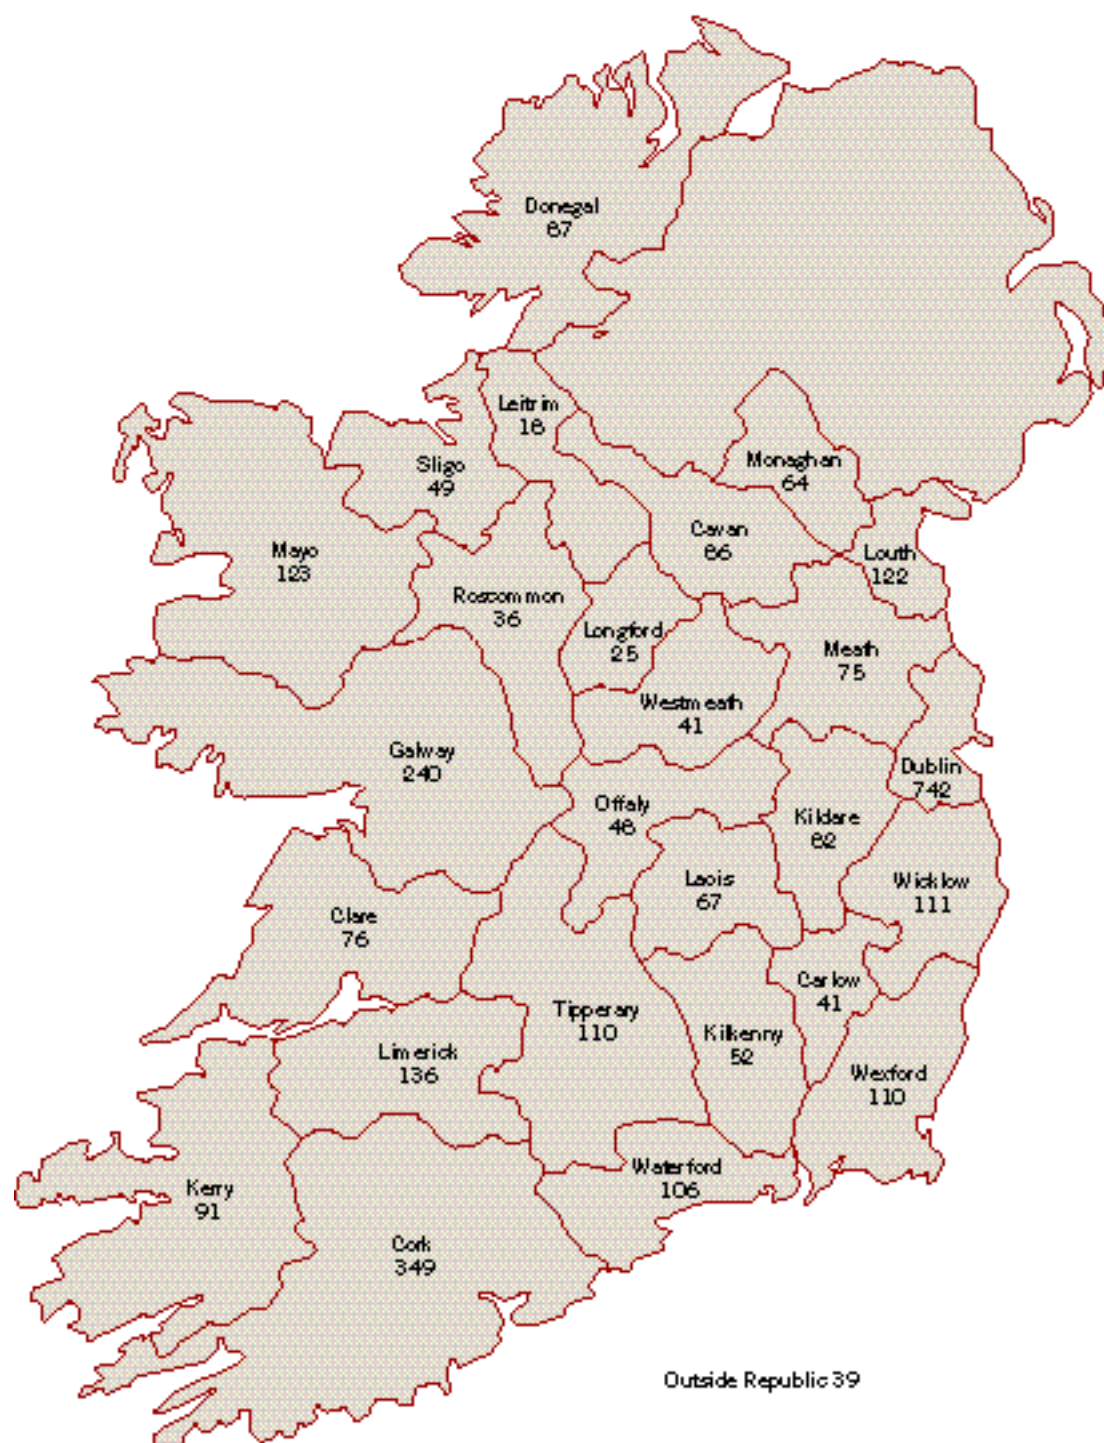 Donegal
87
Leitrim
18
Sligo
49
Monaghan
64
Cavan
86
Louth
122
Mayo
123
Roscommon
36
Longford
25
Meath
75
Westmeath
41
Galway
240
Dublin
742
Offaly
48
Kildare
82
Laois
67
Wicklow
111
Clare
76
Carlow
41
Tipperary
110
Kilkenny
52
Limerick
136
Wexford
110
Waterford
106
Kerry
91
Cork
349
Outside Republic 39